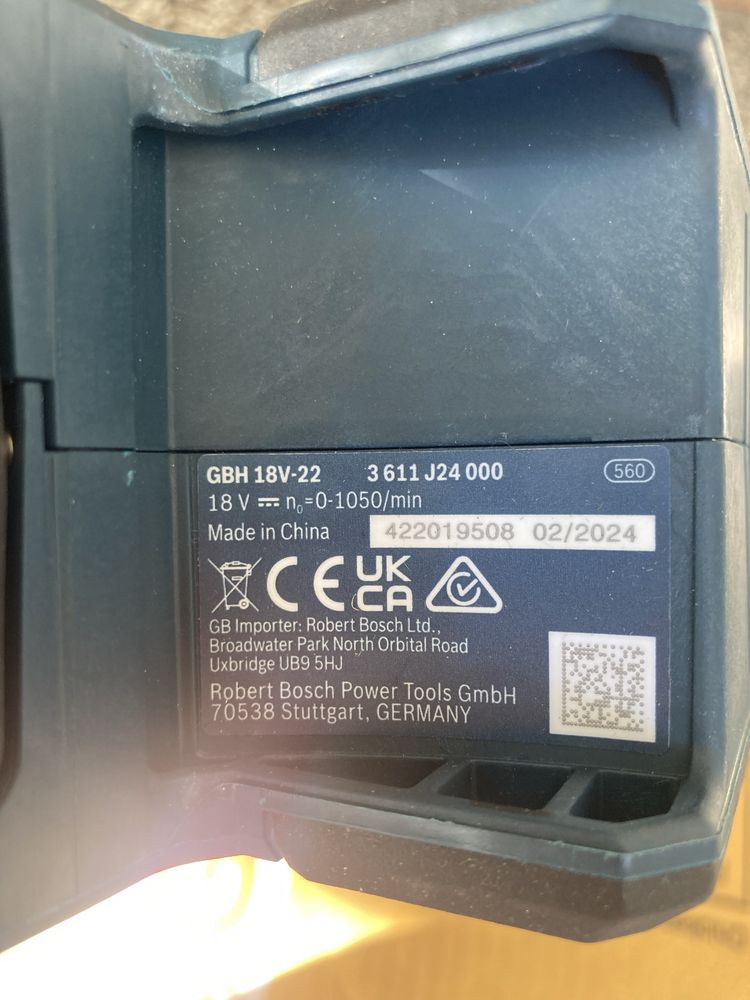 GBH 18V-22 3 611 J24 000 560
18 V n₀=0-1050/min
Made in China 422019508 02/2024
CE UK CA
GB Importer: Robert Bosch Ltd.,
Broadwater Park North Orbital Road
Uxbridge UB9 5HJ
Robert Bosch Power Tools GmbH
70538 Stuttgart, GERMANY